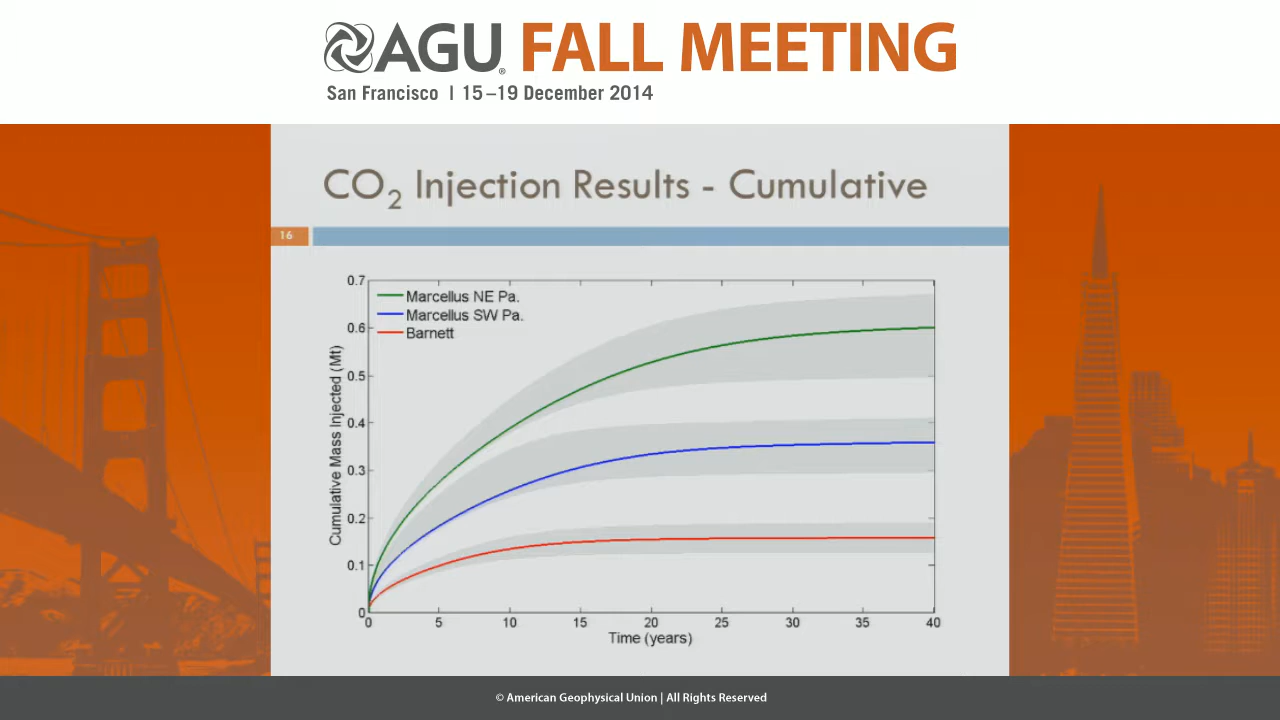 AGU® FALL MEETING
San Francisco | 15–19 December 2014
CO₂ Injection Results - Cumulative
16
Marcellus NE Pa.
Marcellus SW Pa.
Barnett
Cumulative Mass Injected (Mt)
0.7
0.6
0.5
0.4
0.3
0.2
0.1
0
0 5 10 15 20 25 30 35 40
Time (years)
© American Geophysical Union | All Rights Reserved